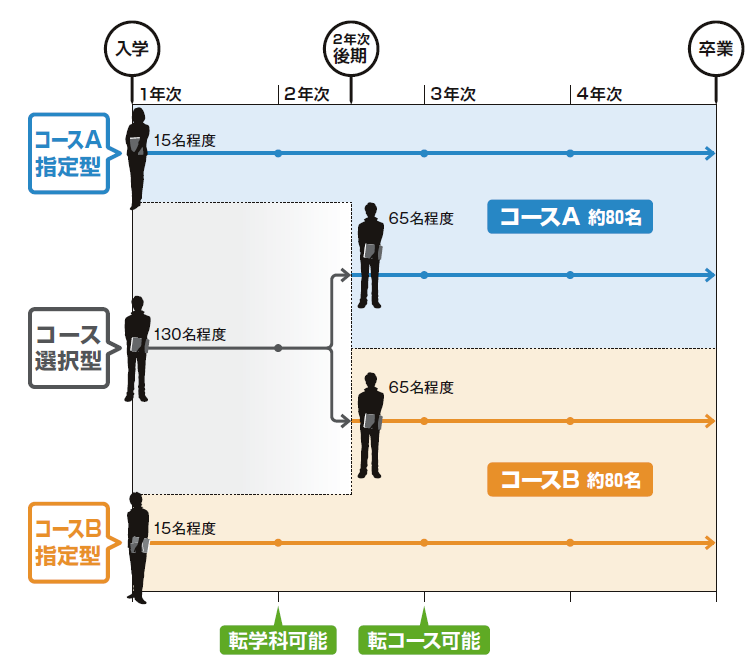 入学
2年次
後期
卒業
1年次
2年次
3年次
4年次
コースA
指定型
15名程度
65名程度
コースA 約80名
コース
選択型
130名程度
65名程度
コースB 約80名
コースB
指定型
15名程度
転学科可能
転コース可能